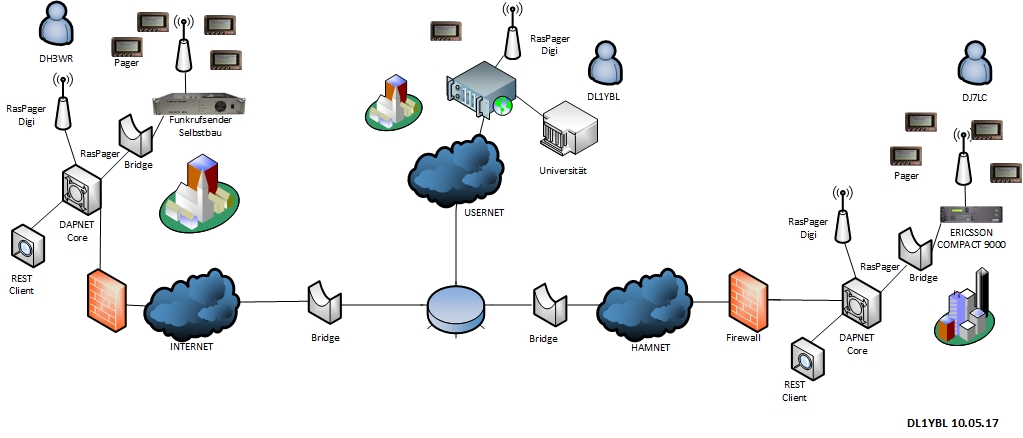 DH3WR
Pager
RasPager
Digi
Funkrufsender
Selbstbau
RasPager
Bridge
DAPNET
Core
REST
Client
INTERNET
Bridge
RasPager
Digi
DL1YBL
Universität
USERNET
Bridge
HAMNET
Firewall
DJ7LC
Pager
RasPager
Digi
ERICSSON
COMPACT 9000
RasPager
Bridge
DAPNET
Core
REST
Client
DL1YBL 10.05.17